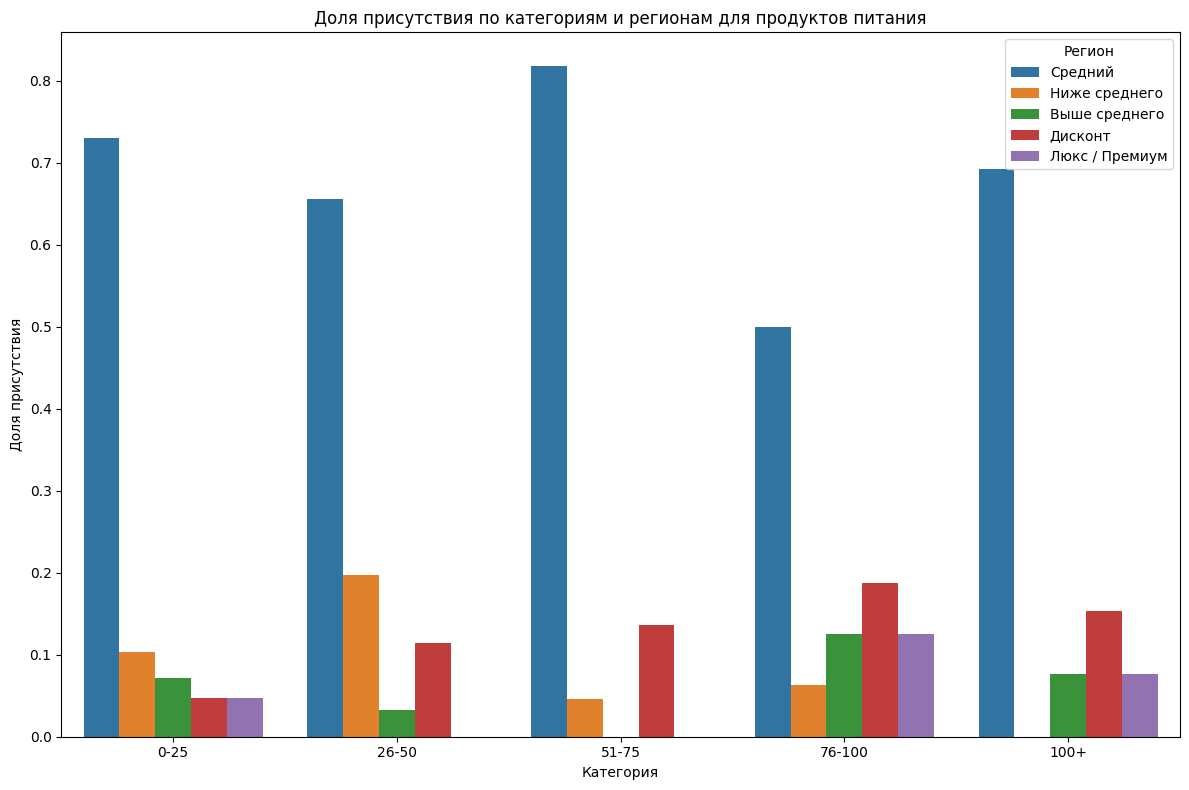 Доля присутствия по категориям и регионам для продуктов питания
Регион
Средний
Ниже среднего
Выше среднего
Дисконт
Люкс / Премиум
Доля присутствия
0.8
0.7
0.6
0.5
0.4
0.3
0.2
0.1
0.0
0-25
26-50
51-75
76-100
100+
Категория